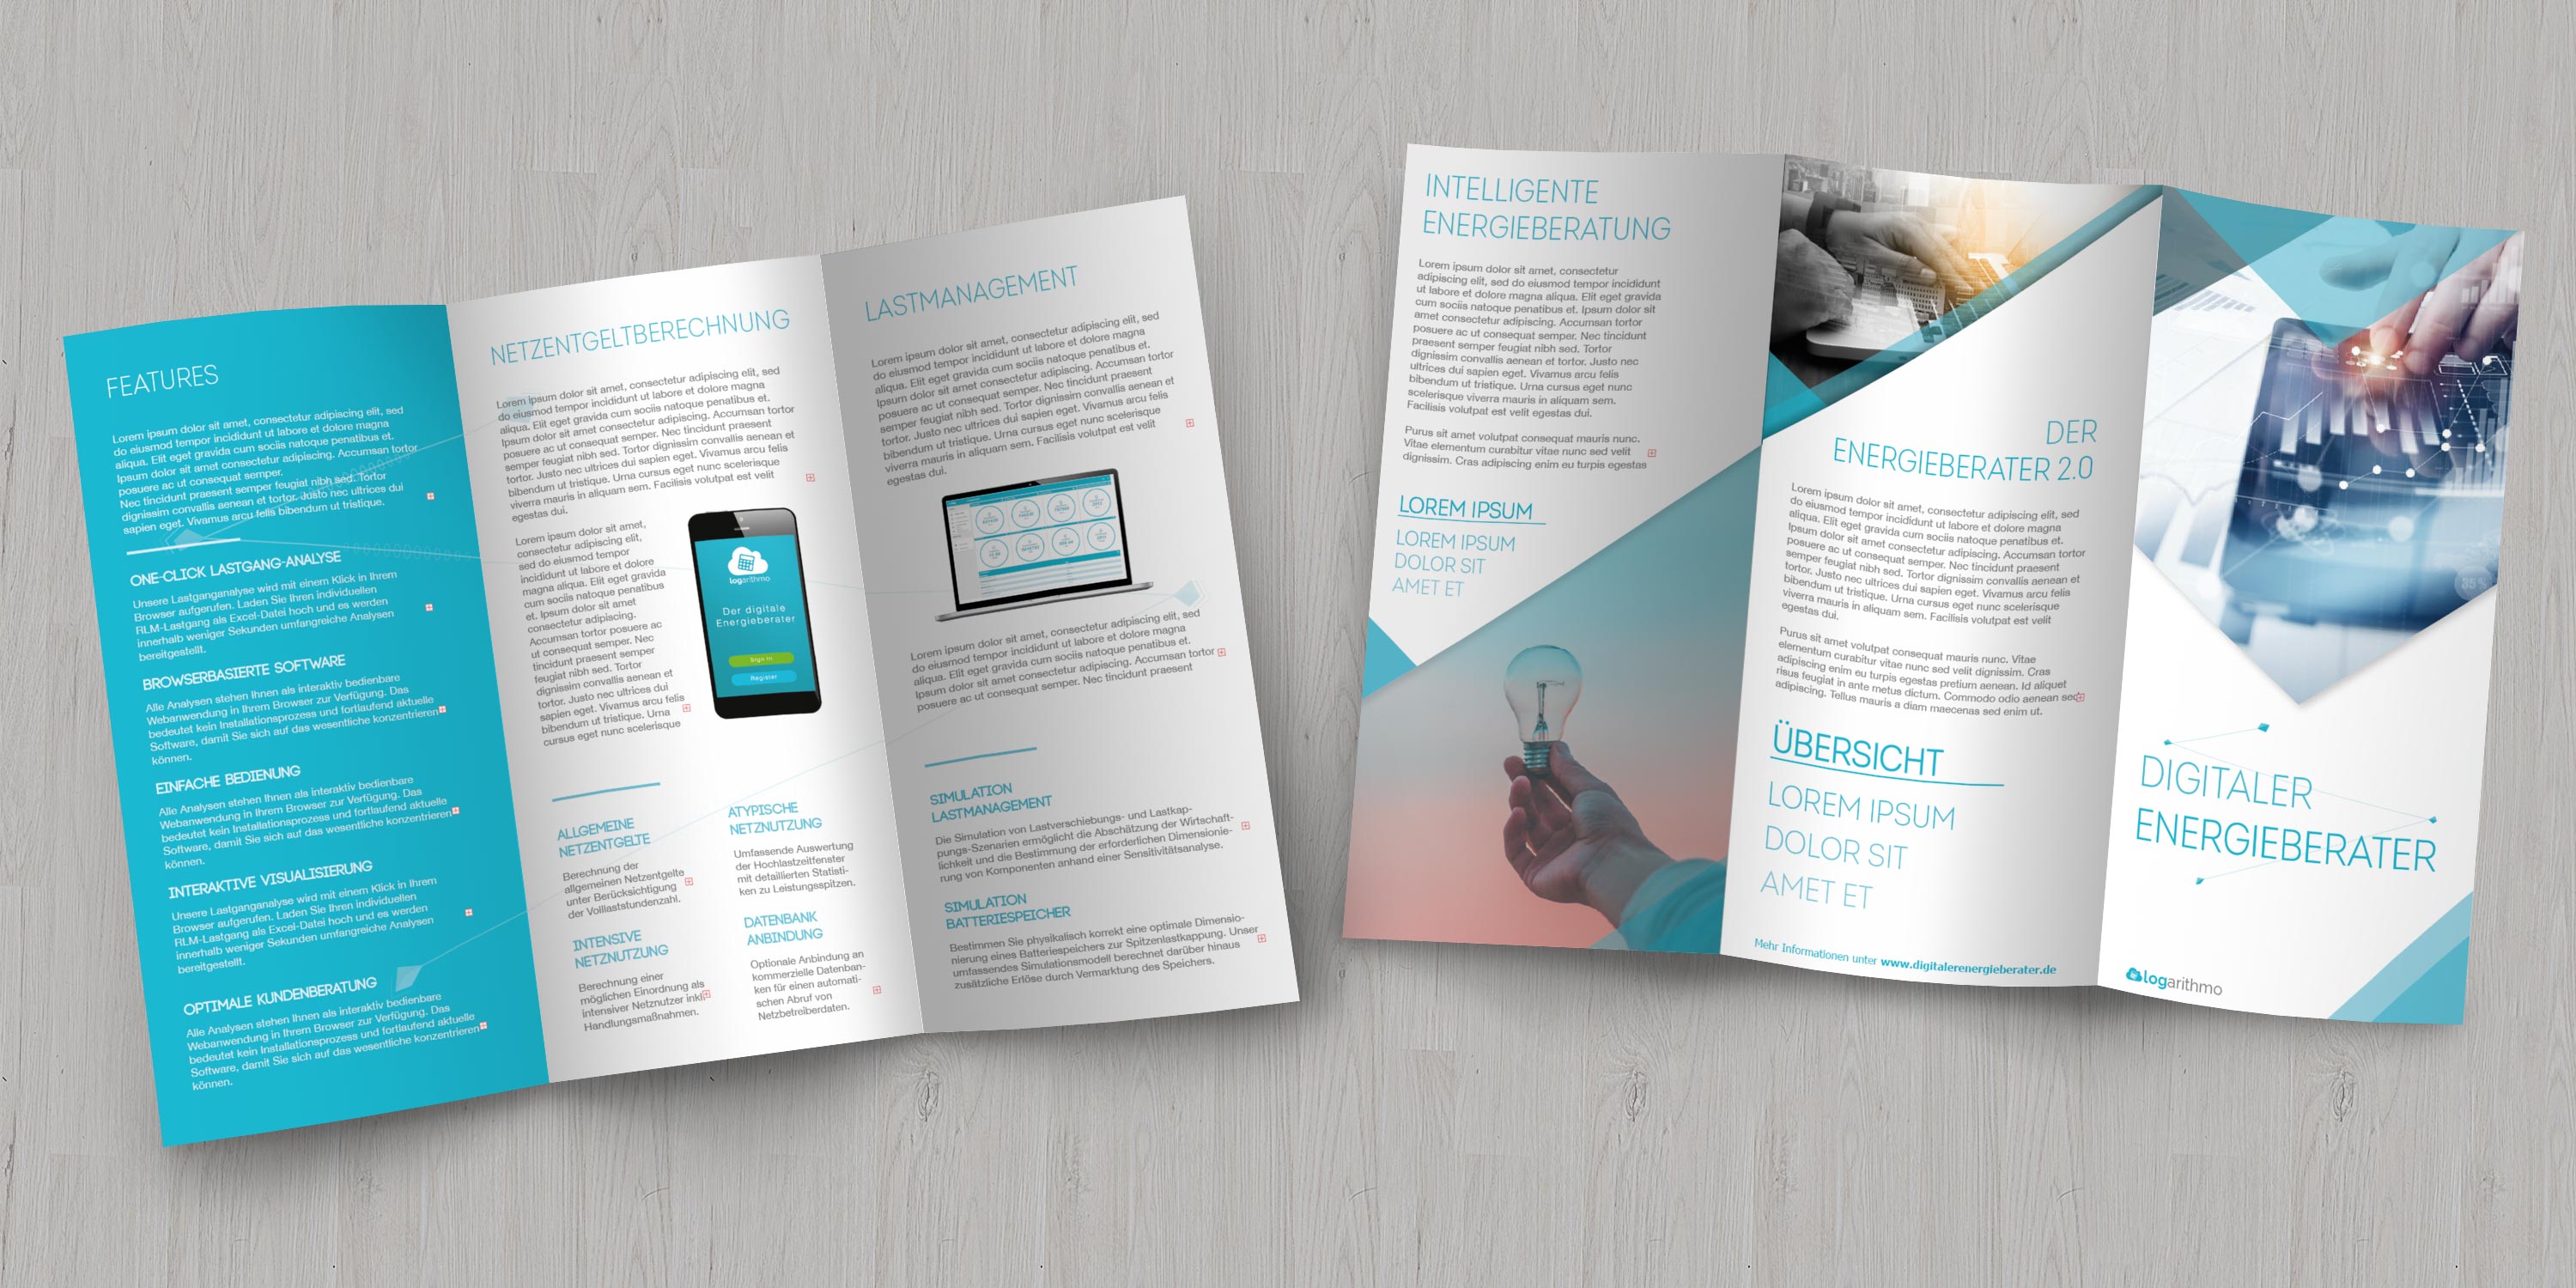 FEATURES
Lorem ipsum dolor sit amet, consectetur adipiscing elit, sed
do eiusmod tempor incididunt ut labore et dolore magna
aliqua. Elit eget gravida cum sociis natoque penatibus et.
Ipsum dolor sit amet consectetur adipiscing. Accumsan tortor
posuere ac ut consequat semper.
Nec tincidunt praesent semper feugiat nibh sed. Tortor
dignissim convallis aenean et tortor. Justo nec ultrices dui
sapien eget. Vivamus arcu felis bibendum ut tristique.
ONE-CLICK LASTGANG-ANALYSE
Unsere Lastganganalyse wird mit einem Klick in Ihrem
Browser aufgerufen. Laden Sie Ihren individuellen
RLM-Lastgang als Excel-Datei hoch und es werden
innerhalb weniger Sekunden umfangreiche Analysen
bereitgestellt.
BROWSERBASIERTE SOFTWARE
Alle Analysen stehen Ihnen als interaktiv bedienbare
Webanwendung in Ihrem Browser zur Verfügung. Das
bedeutet kein Installationsprozess und fortlaufend aktuelle
Software, damit Sie sich auf das wesentliche konzentrieren
können.
EINFACHE BEDIENUNG
Alle Analysen stehen Ihnen als interaktiv bedienbare
Webanwendung in Ihrem Browser zur Verfügung. Das
bedeutet kein Installationsprozess und fortlaufend aktuelle
Software, damit Sie sich auf das wesentliche konzentrieren
können.
INTERAKTIVE VISUALISIERUNG
Unsere Lastganganalyse wird mit einem Klick in Ihrem
Browser aufgerufen. Laden Sie Ihren individuellen
RLM-Lastgang als Excel-Datei hoch und es werden
innerhalb weniger Sekunden umfangreiche Analysen
bereitgestellt.
OPTIMALE KUNDENBERATUNG
Alle Analysen stehen Ihnen als interaktiv bedienbare
Webanwendung in Ihrem Browser zur Verfügung. Das
bedeutet kein Installationsprozess und fortlaufend aktuelle
Software, damit Sie sich auf das wesentliche konzentrieren
können.
NETZENTGELTBERECHNUNG
Lorem ipsum dolor sit amet, consectetur adipiscing elit, sed
do eiusmod tempor incididunt ut labore et dolore magna
aliqua. Elit eget gravida cum sociis natoque penatibus et.
Ipsum dolor sit amet consectetur adipiscing. Accumsan tortor
posuere ac ut consequat semper. Nec tincidunt praesent
semper feugiat nibh sed. Tortor dignissim convallis aenean et
tortor. Justo nec ultrices dui sapien eget. Vivamus arcu felis
bibendum ut tristique. Urna cursus eget nunc scelerisque
viverra mauris in aliquam sem. Facilisis volutpat est velit
egestas dui.
Lorem ipsum dolor sit amet,
consectetur adipiscing elit,
sed do eiusmod tempor
incididunt ut labore et dolore
magna aliqua. Elit eget gravida
cum sociis natoque penatibus
et. Ipsum dolor sit amet
consectetur adipiscing.
Accumsan tortor posuere ac
ut consequat semper. Nec
tincidunt praesent semper
feugiat nibh sed. Tortor
dignissim convallis aenean et
tortor. Justo nec ultrices dui
sapien eget. Vivamus arcu felis
bibendum ut tristique. Urna
cursus eget nunc scelerisque
logarithmo
Der digitale
Energieberater
Sign In
Register
ALLGEMEINE
NETZENTGELTE
Berechnung der
allgemeinen Netzentgelte
unter Berücksichtigung
der Volllaststundenzahl.
INTENSIVE
NETZNUTZUNG
Berechnung einer
möglichen Einordnung als
intensiver Netznutzer inkl.
Handlungsmaßnahmen.
ATYPISCHE
NETZNUTZUNG
Umfassende Auswertung
der Hochlastzeitfenster
mit detaillierten Statisti-
ken zu Leistungsspitzen.
DATENBANK
ANBINDUNG
Optionale Anbindung an
kommerzielle Datenban-
ken für einen automati-
schen Abruf von
Netzbetreiberdaten.
LASTMANAGEMENT
Lorem ipsum dolor sit amet, consectetur adipiscing elit, sed
do eiusmod tempor incididunt ut labore et dolore magna
aliqua. Elit eget gravida cum sociis natoque penatibus et.
Ipsum dolor sit amet consectetur adipiscing. Accumsan tortor
posuere ac ut consequat semper. Nec tincidunt praesent
semper feugiat nibh sed. Tortor dignissim convallis aenean et
tortor. Justo nec ultrices dui sapien eget. Vivamus arcu felis
bibendum ut tristique. Urna cursus eget nunc scelerisque
viverra mauris in aliquam sem. Facilisis volutpat est velit
egestas dui.
Lorem ipsum dolor sit amet, consectetur adipiscing elit, sed
do eiusmod tempor incididunt ut labore et dolore magna
aliqua. Elit eget gravida cum sociis natoque penatibus et.
Ipsum dolor sit amet consectetur adipiscing. Accumsan tortor
posuere ac ut consequat semper. Nec tincidunt praesent
SIMULATION
LASTMANAGEMENT
Die Simulation von Lastverschiebungs- und Lastkap-
pungs-Szenarien ermöglicht die Abschätzung der Wirtschaft-
lichkeit und die Bestimmung der erforderlichen Dimensionie-
rung von Komponenten anhand einer Sensitivitätsanalyse.
SIMULATION
BATTERIESPEICHER
Bestimmen Sie physikalisch korrekt eine optimale Dimensio-
nierung eines Batteriespeichers zur Spitzenlastkappung. Unser
umfassendes Simulationsmodell berechnet darüber hinaus
zusätzliche Erlöse durch Vermarktung des Speichers.
INTELLIGENTE
ENERGIEBERATUNG
Lorem ipsum dolor sit amet, consectetur
adipiscing elit, sed do eiusmod tempor incididunt
ut labore et dolore magna aliqua. Elit eget gravida
cum sociis natoque penatibus et. Ipsum dolor sit
amet consectetur adipiscing. Accumsan tortor
posuere ac ut consequat semper. Nec tincidunt
praesent semper feugiat nibh sed. Tortor
dignissim convallis aenean et tortor. Justo nec
ultrices dui sapien eget. Vivamus arcu felis
bibendum ut tristique. Urna cursus eget nunc
scelerisque viverra mauris in aliquam sem.
Facilisis volutpat est velit egestas dui.
Purus sit amet volutpat consequat mauris nunc.
Vitae elementum curabitur vitae nunc sed velit
dignissim. Cras adipiscing enim eu turpis egestas
LOREM IPSUM
LOREM IPSUM
DOLOR SIT
AMET ET
DER
ENERGIEBERATER 2.0
Lorem ipsum dolor sit amet, consectetur adipiscing elit, sed
do eiusmod tempor incididunt ut labore et dolore magna
aliqua. Elit eget gravida cum sociis natoque penatibus et.
Ipsum dolor sit amet consectetur adipiscing. Accumsan tortor
posuere ac ut consequat semper. Nec tincidunt praesent
semper feugiat nibh sed. Tortor dignissim convallis aenean et
tortor. Justo nec ultrices dui sapien eget. Vivamus arcu felis
bibendum ut tristique. Urna cursus eget nunc scelerisque
viverra mauris in aliquam sem. Facilisis volutpat est velit
egestas dui.
Purus sit amet volutpat consequat mauris nunc. Vitae
elementum curabitur vitae nunc sed velit dignissim. Cras
adipiscing enim eu turpis egestas pretium aenean. Id aliquet
risus feugiat in ante metus dictum. Commodo odio aenean sed
adipiscing. Tellus mauris a diam maecenas sed enim ut.
ÜBERSICHT
LOREM IPSUM
DOLOR SIT
AMET ET
Mehr Informationen unter www.digitalerenergieberater.de
35%
DIGITALER
ENERGIEBERATER
logarithmo